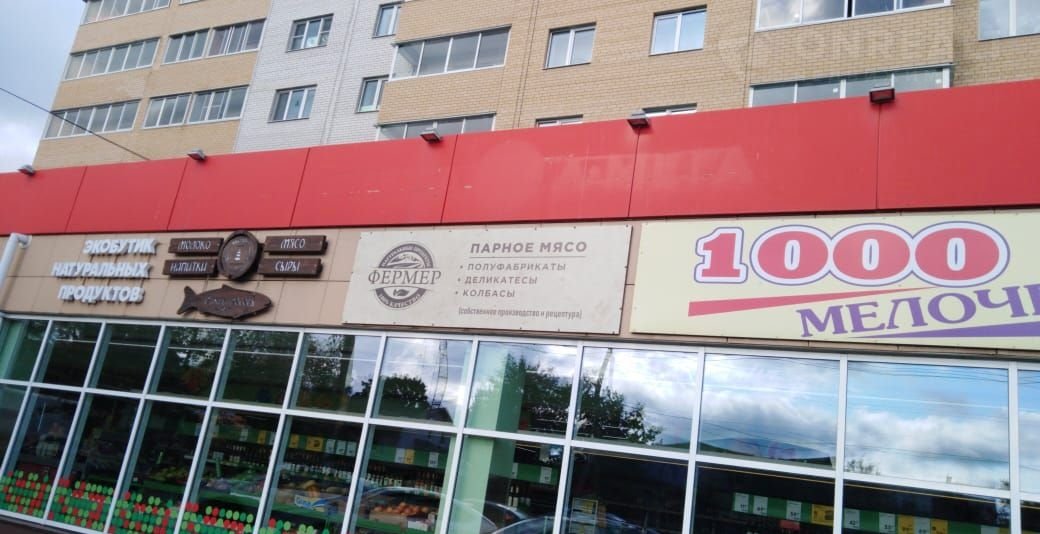 ЭКОБУТИК
НАТУРАЛЬНЫХ
ПРОДУКТОВ
МОЛОКО
МЯСО
НАПИТКИ
СЫРЫ
ФЕРМЕР
ПАРНОЕ МЯСО
• ПОЛУФАБРИКАТЫ
• ДЕЛИКАТЕСЫ
• КОЛБАСЫ
(собственное производство и рецептура)
1000
МЕЛОЧ